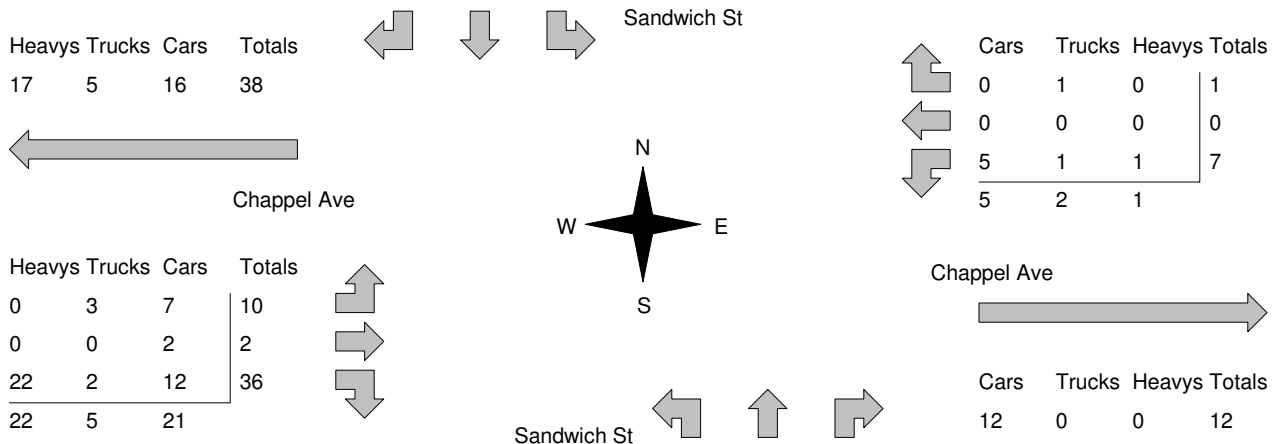 Sandwich St
Heavys Trucks Cars Totals
17 5 16 38
Chappel Ave
Heavys Trucks Cars Totals
0 3 7 10
0 0 2 2
22 2 12 36
22 5 21
N
W E
S
Sandwich St
Cars Trucks Heavys Totals
0 1 0 1
0 0 0 0
5 1 1 7
5 2 1
Chappel Ave
Cars Trucks Heavys Totals
12 0 0 12